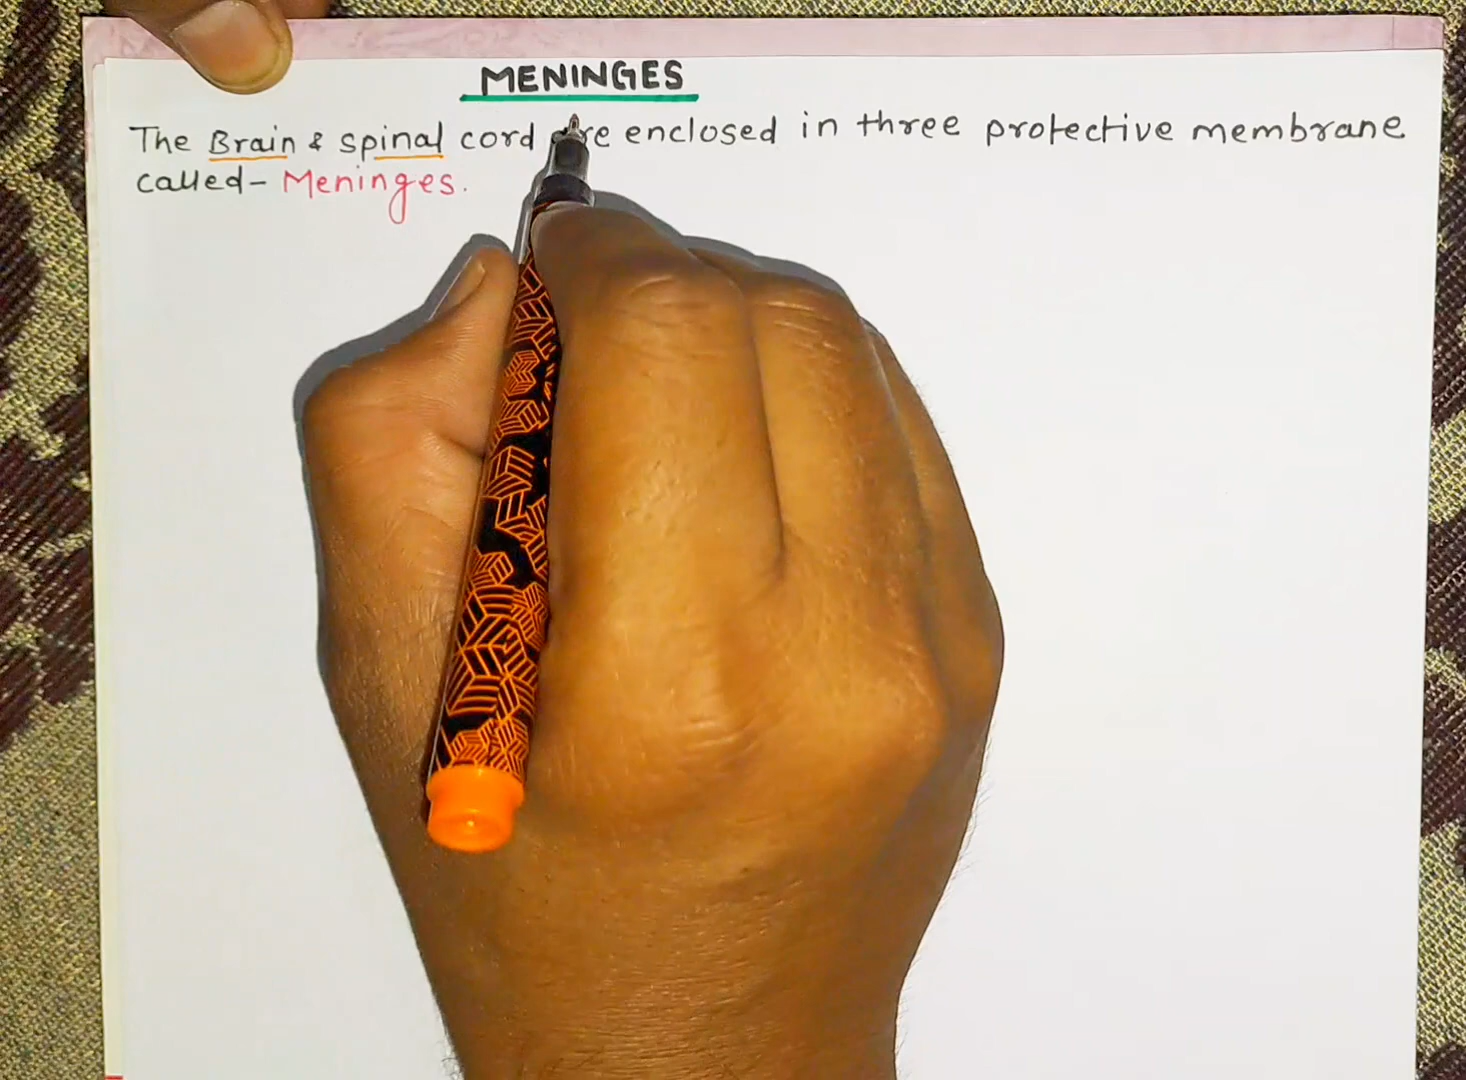 MENINGES
The Brain & spinal cord are enclosed in three protective membrane
called- Meninges.